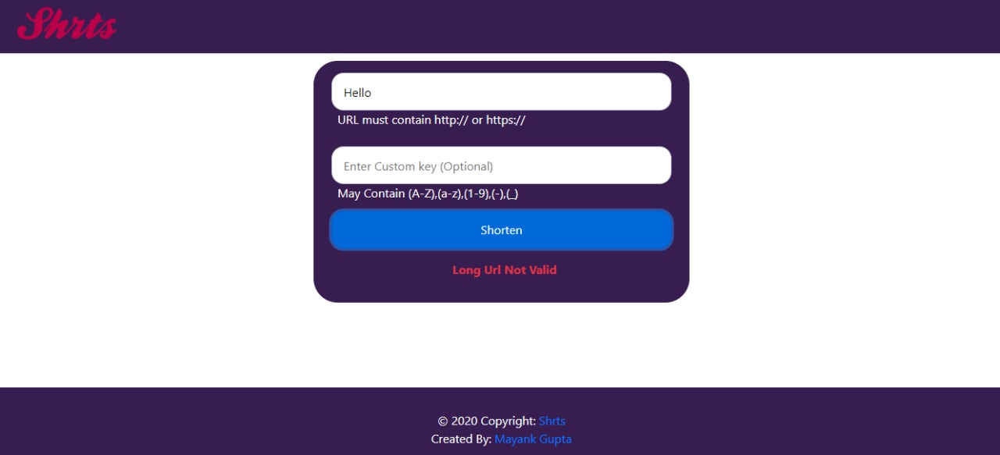 Shrts
Hello
URL must contain http:// or https://
Enter Custom key (Optional)
May Contain (A-Z),(a-z),(1-9),(-),(_)
Shorten
Long Url Not Valid
© 2020 Copyright: Shrts
Created By: Mayank Gupta